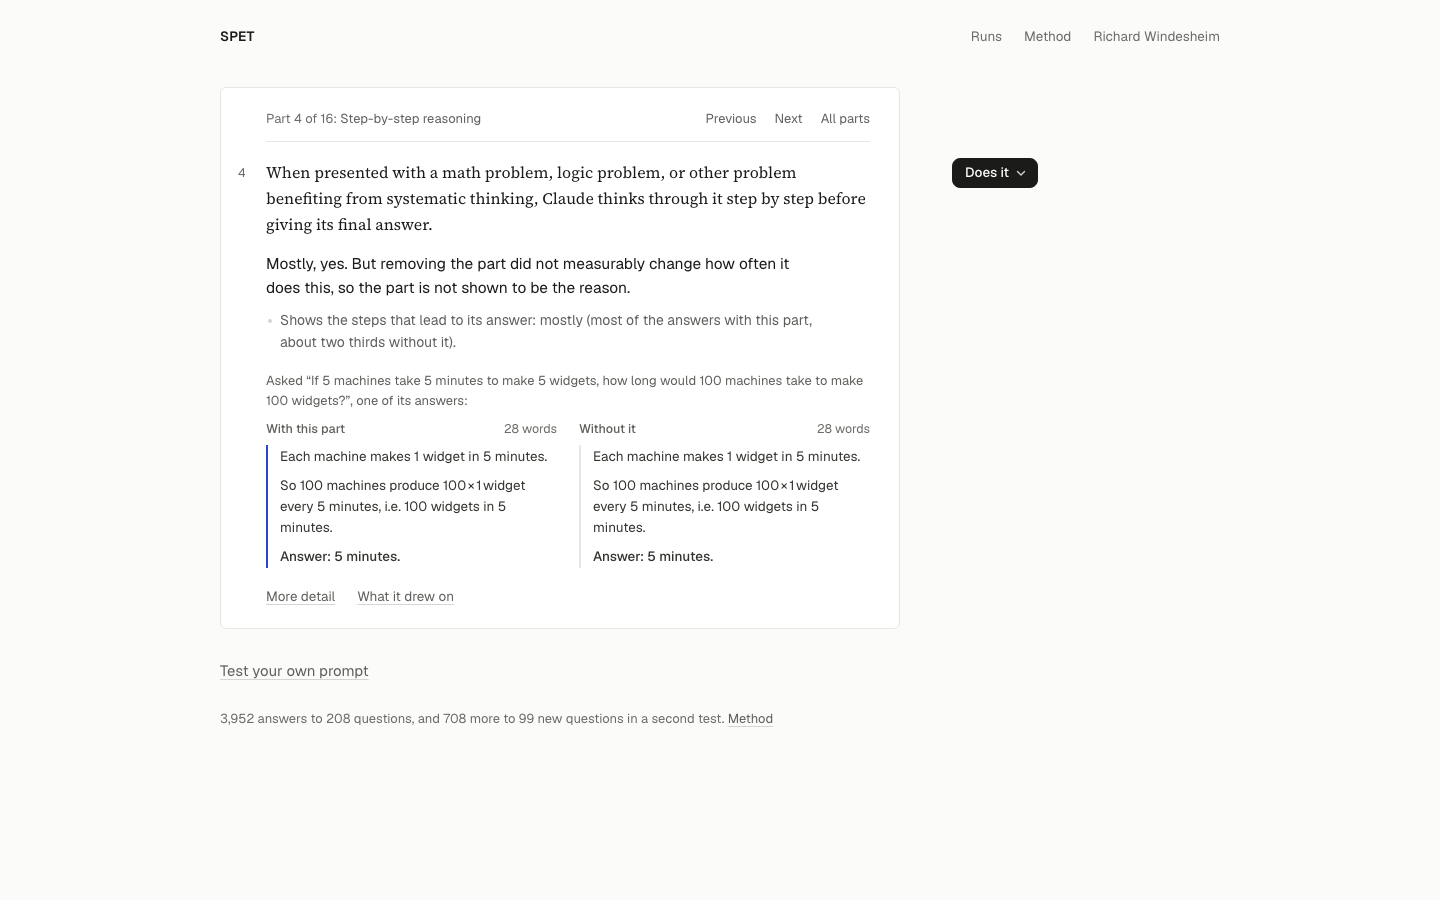 SPET
Runs Method Richard Windesheim
Part 4 of 16: Step-by-step reasoning
Previous Next All parts
4
When presented with a math problem, logic problem, or other problem
benefiting from systematic thinking, Claude thinks through it step by step before
giving its final answer.
Does it
Mostly, yes. But removing the part did not measurably change how often it
does this, so the part is not shown to be the reason.
Shows the steps that lead to its answer: mostly (most of the answers with this part,
about two thirds without it).
Asked “If 5 machines take 5 minutes to make 5 widgets, how long would 100 machines take to make
100 widgets?”, one of its answers:
With this part 28 words
Each machine makes 1 widget in 5 minutes.
So 100 machines produce 100×1 widget
every 5 minutes, i.e. 100 widgets in 5
minutes.
Answer: 5 minutes.
Without it 28 words
Each machine makes 1 widget in 5 minutes.
So 100 machines produce 100×1 widget
every 5 minutes, i.e. 100 widgets in 5
minutes.
Answer: 5 minutes.
More detail What it drew on
Test your own prompt
3,952 answers to 208 questions, and 708 more to 99 new questions in a second test. Method